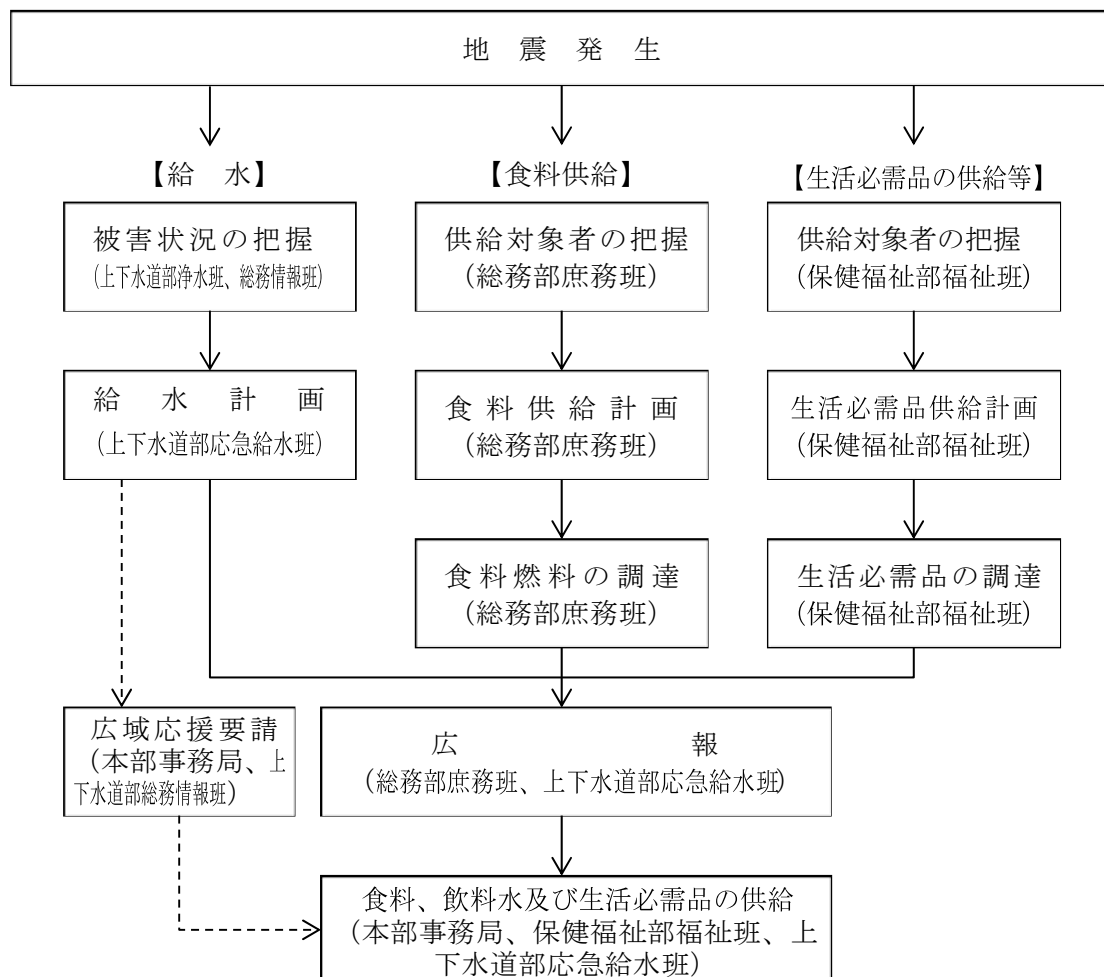 地 震 発 生
【給 水】
【食料供給】
【生活必需品の供給等】
被害状況の把握
(上下水道部浄水班、総務情報班)
供給対象者の把握
(総務部庶務班)
供給対象者の把握
(保健福祉部福祉班)
給水計画
(上下水道部応急給水班)
食料供給計画
(総務部庶務班)
生活必需品供給計画
(保健福祉部福祉班)
食料燃料の調達
(総務部庶務班)
生活必需品の調達
(保健福祉部福祉班)
広域応援要請
(本部事務局、上
下水道部総務情報班)
広 報
(総務部庶務班、上下水道部応急給水班)
食料、飲料水及び生活必需品の供給
(本部事務局、保健福祉部福祉班、上
下水道部応急給水班)